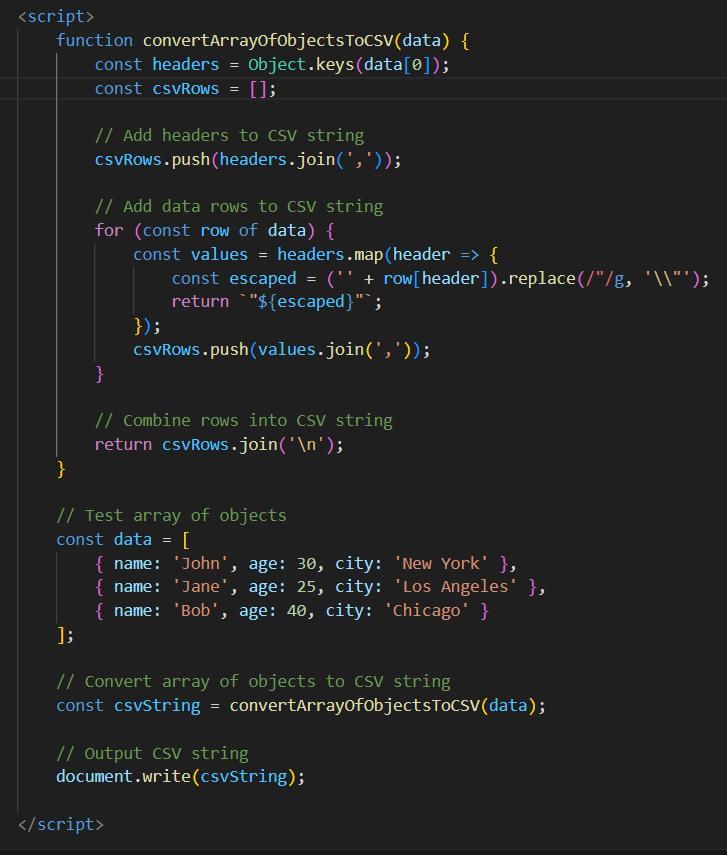 <script>
function convertArrayOfObjectsToCSV(data) {
const headers = Object.keys(data[0]);
const csvRows = [];
// Add headers to CSV string
csvRows.push(headers.join(','));
// Add data rows to CSV string
for (const row of data) {
const values = headers.map(header => {
const escaped = ('' + row[header]).replace(/"/g, '\\"');
return `"${escaped}"`;
});
csvRows.push(values.join(','));
}
// Combine rows into CSV string
return csvRows.join('\n');
}
// Test array of objects
const data = [
{ name: 'John', age: 30, city: 'New York' },
{ name: 'Jane', age: 25, city: 'Los Angeles' },
{ name: 'Bob', age: 40, city: 'Chicago' }
];
// Convert array of objects to CSV string
const csvString = convertArrayOfObjectsToCSV(data);
// Output CSV string
document.write(csvString);
</script>